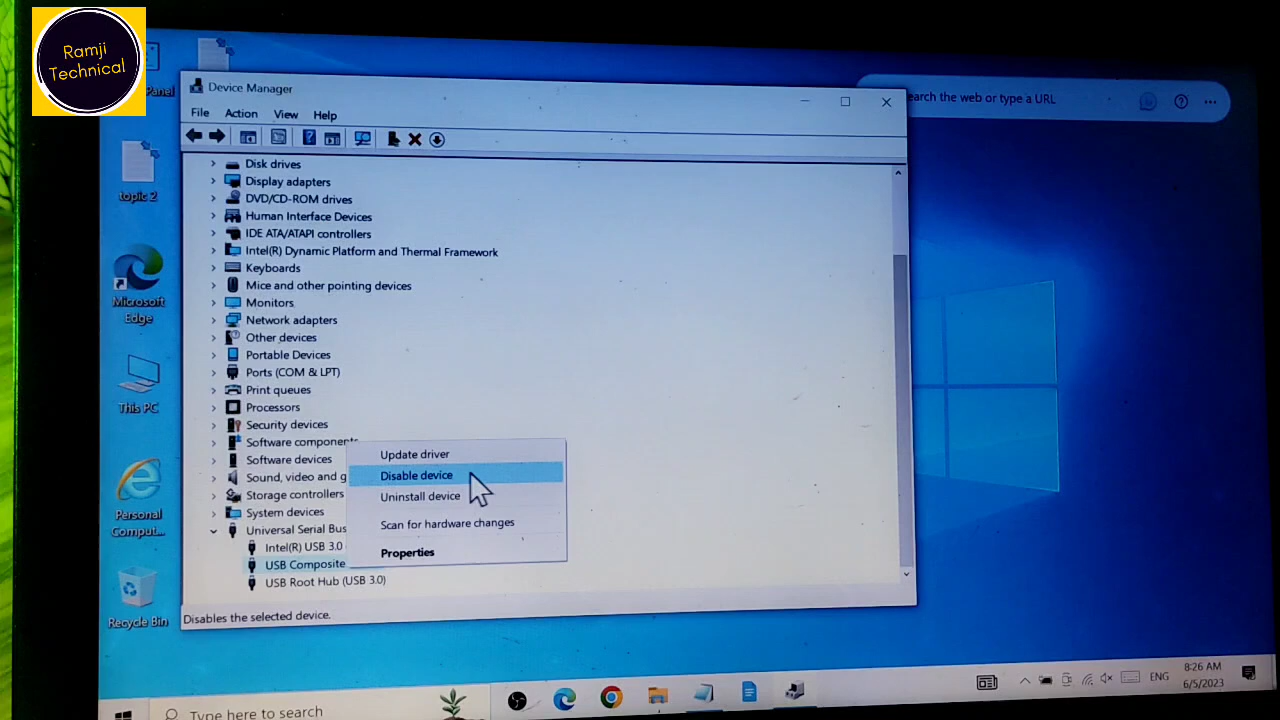 Ramji
Technical
Panel
topic 2
Microsoft
Edge
This PC
Personal
Comput...
Recycle Bin
Device Manager
File Action View Help
Disk drives
Display adapters
DVD/CD-ROM drives
Human Interface Devices
IDE ATA/ATAPI controllers
Intel(R) Dynamic Platform and Thermal Framework
Keyboards
Mice and other pointing devices
Monitors
Network adapters
Other devices
Portable Devices
Ports (COM & LPT)
Print queues
Processors
Security devices
Software components
Software devices
Sound, video and g
Storage controllers
System devices
Universal Serial Bus
Intel(R) USB 3.0
USB Composite
USB Root Hub (USB 3.0)
Update driver
Disable device
Uninstall device
Scan for hardware changes
Properties
Disables the selected device.
earch the web or type a URL
Type here to search
ENG
8:26 AM
6/5/2023